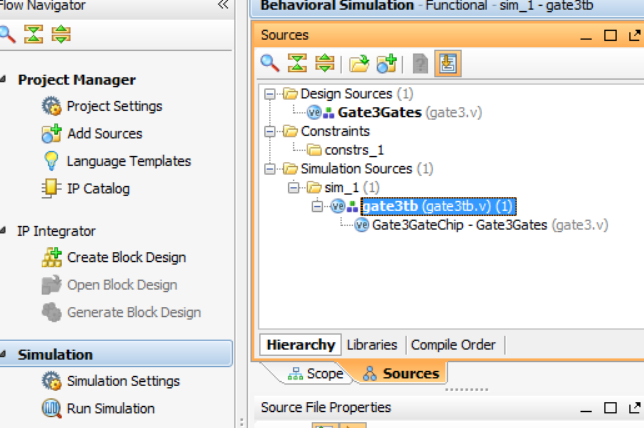 Flow Navigator
Project Manager
Project Settings
Add Sources
Language Templates
IP Catalog
IP Integrator
Create Block Design
Open Block Design
Generate Block Design
Simulation
Simulation Settings
Run Simulation
Behavioral Simulation - Functional - sim_1 - gate3tb
Sources
Design Sources (1)
Gate3Gates (gate3.v)
Constraints
constrs_1
Simulation Sources (1)
sim_1 (1)
gate3tb (gate3tb.v) (1)
Gate3GateChip - Gate3Gates (gate3.v)
Hierarchy Libraries Compile Order
Scope Sources
Source File Properties